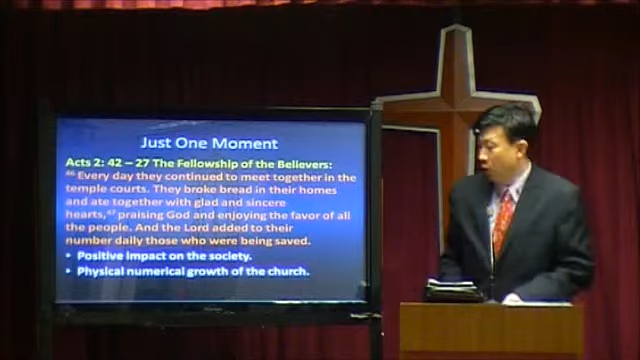 Just One Moment
Acts 2: 42 – 27 The Fellowship of the Believers:
46 Every day they continued to meet together in the
temple courts. They broke bread in their homes
and ate together with glad and sincere
hearts,47 praising God and enjoying the favor of all
the people. And the Lord added to their
number daily those who were being saved.
• Positive impact on the society.
• Physical numerical growth of the church.